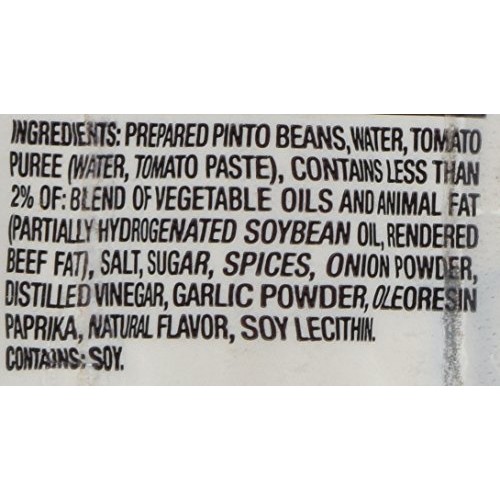 INGREDIENTS: PREPARED PINTO BEANS, WATER, TOMATO
PUREE (WATER, TOMATO PASTE), CONTAINS LESS THAN
2% OF: BLEND OF VEGETABLE OILS AND ANIMAL FAT
(PARTIALLY HYDROGENATED SOYBEAN OIL, RENDERED
BEEF FAT), SALT, SUGAR, SPICES, ONION POWDER,
DISTILLED VINEGAR, GARLIC POWDER, OLEORESIN
PAPRIKA, NATURAL FLAVOR, SOY LECITHIN.
CONTAINS: SOY.